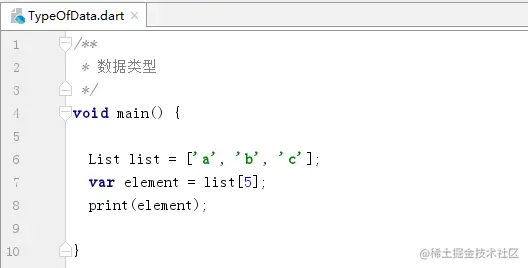 TypeOfData.dart
1 /**
2 * 数据类型
3 */
4 void main() {
5
6 List list = ['a', 'b', 'c'];
7 var element = list[5];
8 print(element);
9
10 }
@稀土掘金技术社区